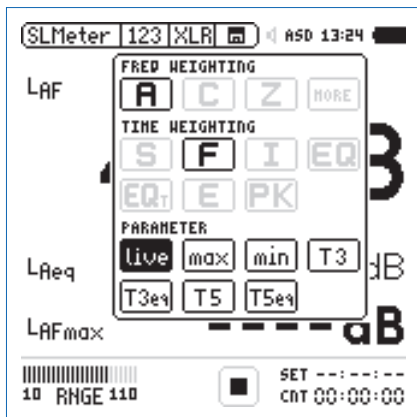 SLMeter 123 XLR ASD 13:24
FREQ WEIGHTING
LAF
A C Z MORE
TIME WEIGHTING
S F I EQ
EQT E PK
PARAMETER
live max min T3
LAeq dB
T3eq T5 T5eq
LAFmax dB
10 RNGE 110
SET --:--:--
CNT 00:00:00